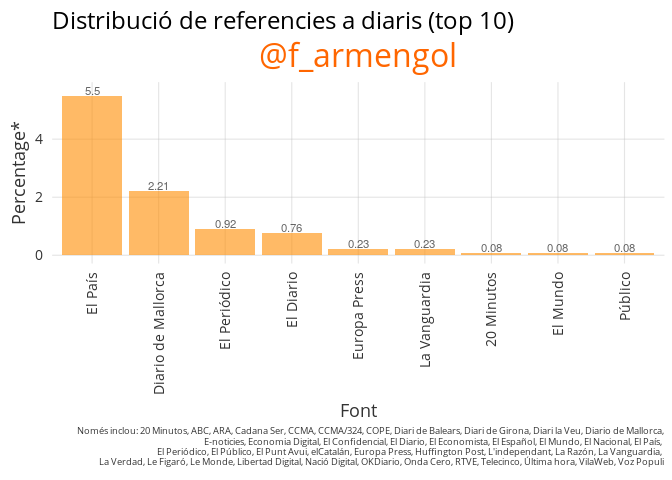 Distribució de referencies a diaris (top 10)
@f_armengol
Percentage*
4
2
0
5.5
2.21
0.92
0.76
0.23
0.23
0.08
0.08
0.08
El País
Diario de Mallorca
El Periódico
El Diario
Europa Press
La Vanguardia
20 Minutos
El Mundo
Público
Font
Només inclou: 20 Minutos, ABC, ARA, Cadana Ser, CCMA, CCMA/324, COPE, Diari de Balears, Diari de Girona, Diari la Veu, Diario de Mallorca,
E-noticies, Economia Digital, El Confidencial, El Diario, El Economista, El Español, El Mundo, El Nacional, El País,
El Periódico, El Público, El Punt Avui, elCatalán, Europa Press, Huffington Post, L'independant, La Razón, La Vanguardia,
La Verdad, Le Figaró, Le Monde, Libertad Digital, Nació Digital, OKDiario, Onda Cero, RTVE, Telecinco, Última hora, VilaWeb, Voz Populi